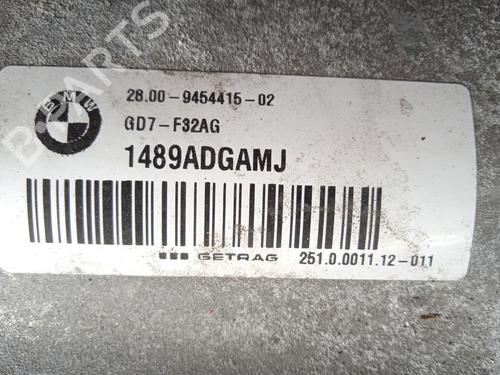 BMW
28.00-9454415-02
GD7-F32AG
1489ADGAMJ
GETRAG 251.0.0011.12-011
B PARTS